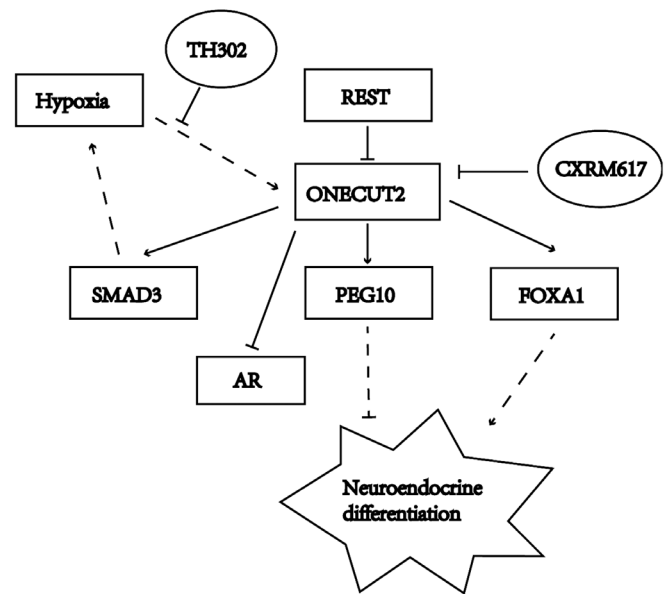 TH302
Hypoxia
REST
ONECUT2
CXRM617
SMAD3
PEG10
FOXA1
AR
Neuroendocrine
differentiation